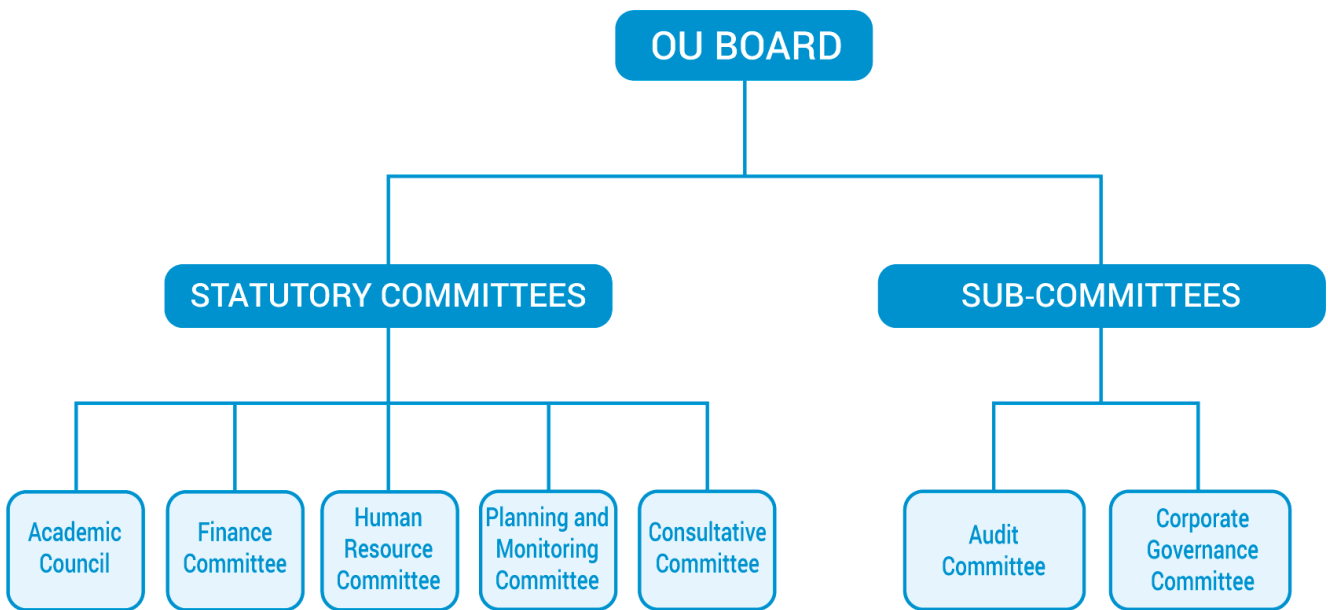 OU BOARD
STATUTORY COMMITTEES
SUB-COMMITTEES
Academic
Council
Finance
Committee
Human
Resource
Committee
Planning and
Monitoring
Committee
Consultative
Committee
Audit
Committee
Corporate
Governance
Committee